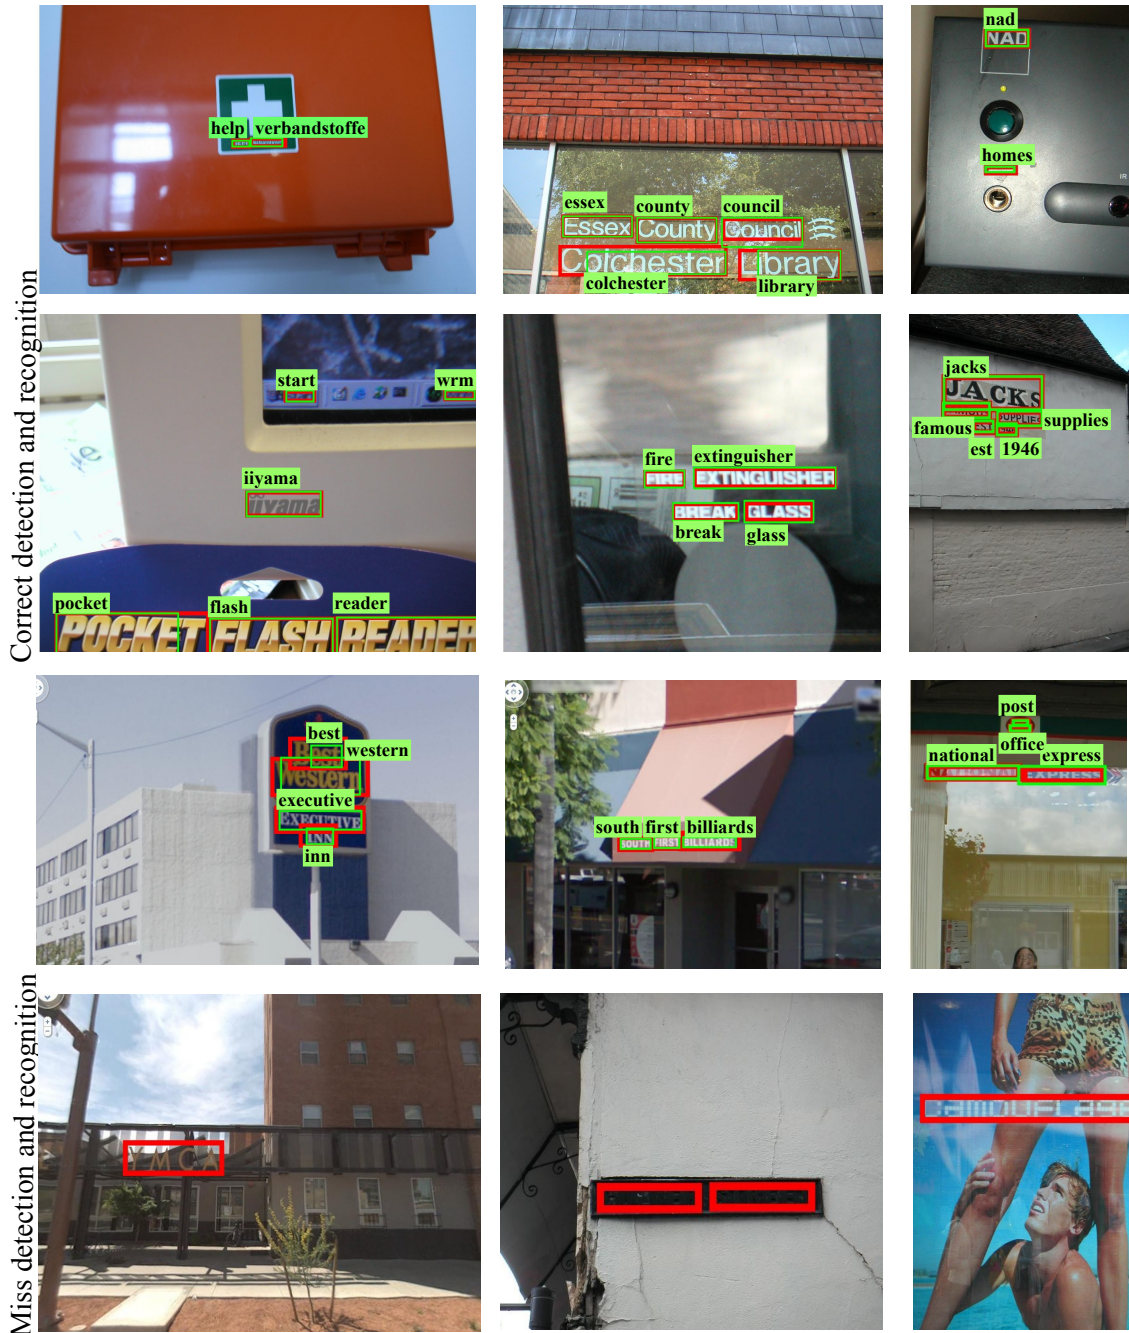 Correct detection and recognition
help verbandstoffe
essex county council
Essex County Council
Colchester Library
colchester library
nad
NAD
homes
IR
start wrm
iiyama
iiyama
pocket flash reader
POCKET FLASH READER
fire extinguisher
FIRE EXTINGUISHER
BREAK GLASS
break glass
jacks
JACKS
famous supplies
SUPPLIES
EST
est 1946
best
Best
western
Western
executive
EXECUTIVE
INN
inn
south first billiards
SOUTH FIRST BILLIARDS
post
office
national express
NATIONAL EXPRESS
Miss detection and recognition
YMCA